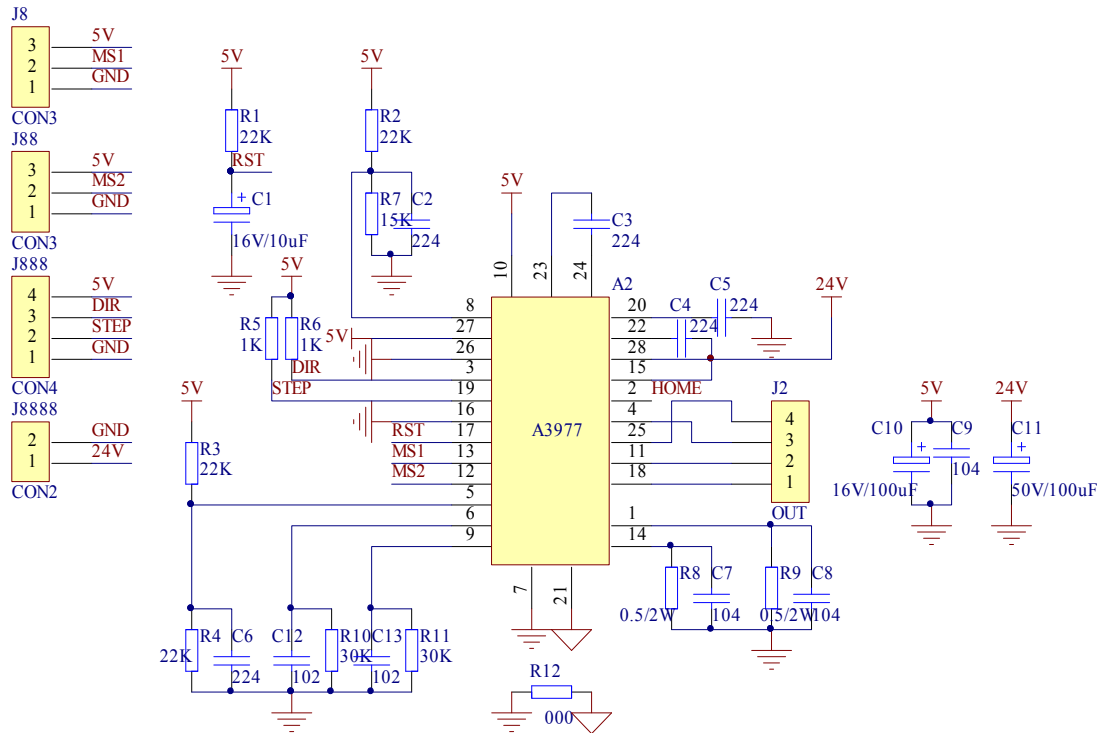 J8
3 5V
2 MS1
1 GND
CON3
J88
3 5V
2 MS2
1 GND
CON3
J888
4 5V
3 DIR
2 STEP
1 GND
CON4
J8888
2 GND
1 24V
CON2
5V
R1
22K
RST
+ C1
16V/10uF
5V
R2
22K
R7
15K
C2
224
5V
R5
1K
R6
1K
5V
DIR
STEP
5V
10
23
24
C3
224
A2
A3977
8
27
26
3
19
16
RST 17
MS1 13
MS2 12
5
6
9
7
21
20
22
28
15
2 HOME
4
25
11
18
1
14
C4
224
C5
224
24V
J2
4
3
2
1
OUT
R8
0.5/2W
C7
104
R9
0.5/2W
C8
104
5V
R3
22K
R4
22K
C6
224
C12
102
R10
30K
C13
102
R11
30K
R12
000
5V
C10
+
16V/100uF
C9
104
24V
C11
+
50V/100uF